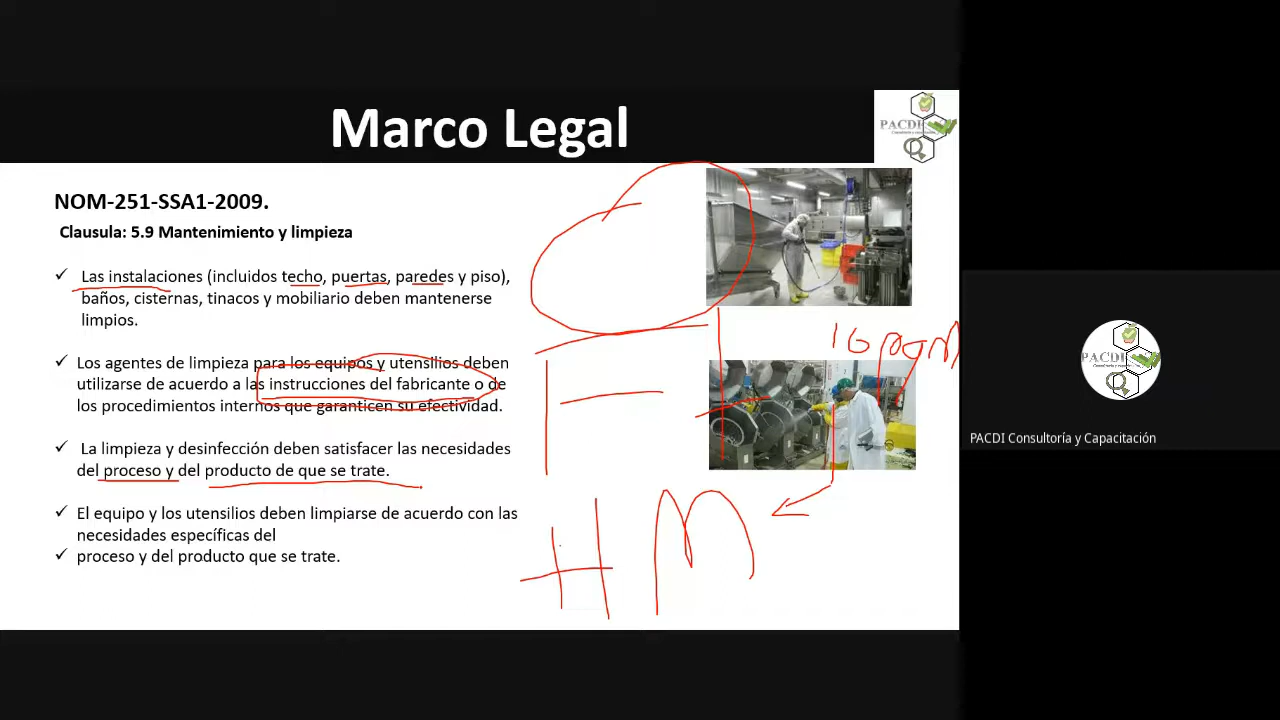 Marco Legal
PACDI
NOM-251-SSA1-2009.
Clausula: 5.9 Mantenimiento y limpieza
✓ Las instalaciones (incluidos techo, puertas, paredes y piso),
baños, cisternas, tinacos y mobiliario deben mantenerse
limpios.
✓ Los agentes de limpieza para los equipos y utensilios deben
utilizarse de acuerdo a las instrucciones del fabricante o de
los procedimientos internos que garanticen su efectividad.
✓ La limpieza y desinfección deben satisfacer las necesidades
del proceso y del producto de que se trate.
✓ El equipo y los utensilios deben limpiarse de acuerdo con las
necesidades específicas del
✓ proceso y del producto que se trate.
10 ppm
H M
PACDI
PACDI Consultoría y Capacitación